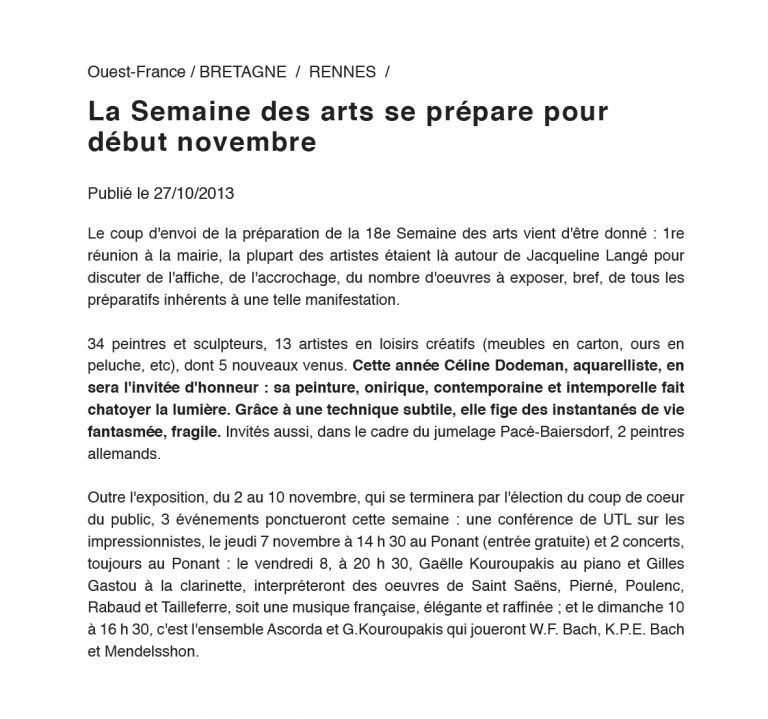 Ouest-France / BRETAGNE / RENNES /
La Semaine des arts se prépare pour
début novembre
Publié le 27/10/2013
Le coup d'envoi de la préparation de la 18e Semaine des arts vient d'être donné : 1re
réunion à la mairie, la plupart des artistes étaient là autour de Jacqueline Langé pour
discuter de l'affiche, de l'accrochage, du nombre d'oeuvres à exposer, bref, de tous les
préparatifs inhérents à une telle manifestation.
34 peintres et sculpteurs, 13 artistes en loisirs créatifs (meubles en carton, ours en
peluche, etc), dont 5 nouveaux venus. Cette année Céline Dodeman, aquarelliste, en
sera l'invitée d'honneur : sa peinture, onirique, contemporaine et intemporelle fait
chatoyer la lumière. Grâce à une technique subtile, elle fige des instantanés de vie
fantasmée, fragile. Invités aussi, dans le cadre du jumelage Pacé-Baiersdorf, 2 peintres
allemands.
Outre l'exposition, du 2 au 10 novembre, qui se terminera par l'élection du coup de coeur
du public, 3 événements ponctueront cette semaine : une conférence de UTL sur les
impressionnistes, le jeudi 7 novembre à 14 h 30 au Ponant (entrée gratuite) et 2 concerts,
toujours au Ponant : le vendredi 8, à 20 h 30, Gaëlle Kouroupakis au piano et Gilles
Gastou à la clarinette, interpréteront des oeuvres de Saint Saëns, Pierné, Poulenc,
Rabaud et Tailleferre, soit une musique française, élégante et raffinée ; et le dimanche 10
à 16 h 30, c'est l'ensemble Ascorda et G.Kouroupakis qui joueront W.F. Bach, K.P.E. Bach
et Mendelsshon.